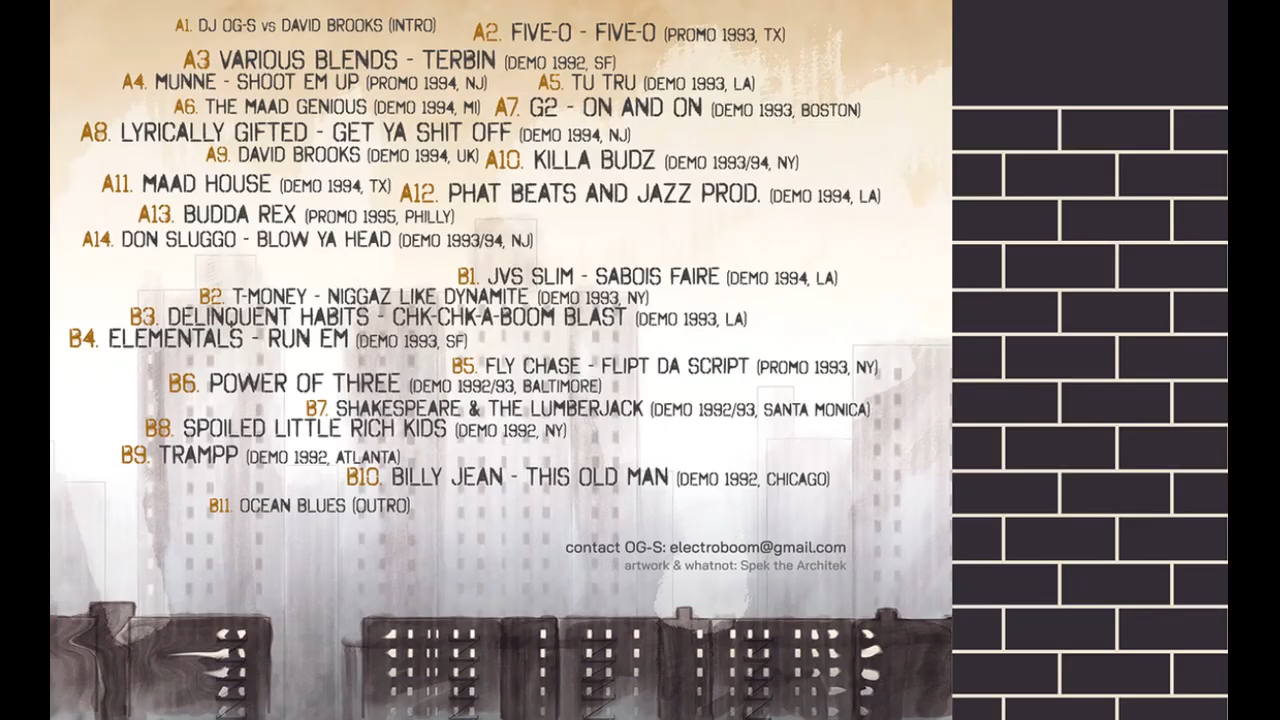 A1. DJ OG-S vs DAVID BROOKS (INTRO)
A2. FIVE-O - FIVE-O (PROMO 1993, TX)
A3 VARIOUS BLENDS - TERBIN (DEMO 1992, SF)
A4. MUNNE - SHOOT EM UP (PROMO 1994, NJ)
A5. TU TRU (DEMO 1993, LA)
A6. THE MAAD GENIOUS (DEMO 1994, MI)
A7. G2 - ON AND ON (DEMO 1993, BOSTON)
A8. LYRICALLY GIFTED - GET YA SHIT OFF (DEMO 1994, NJ)
A9. DAVID BROOKS (DEMO 1994, UK)
A10. KILLA BUDZ (DEMO 1993/94, NY)
A11. MAAD HOUSE (DEMO 1994, TX)
A12. PHAT BEATS AND JAZZ PROD. (DEMO 1994, LA)
A13. BUDDA REX (PROMO 1995, PHILLY)
A14. DON SLUGGO - BLOW YA HEAD (DEMO 1993/94, NJ)
B1. JVS SLIM - SABOIS FAIRE (DEMO 1994, LA)
B2. T-MONEY - NIGGAZ LIKE DYNAMITE (DEMO 1993, NY)
B3. DELINQUENT HABITS - CHK-CHK-A-BOOM BLAST (DEMO 1993, LA)
B4. ELEMENTALS - RUN EM (DEMO 1993, SF)
B5. FLY CHASE - FLIPT DA SCRIPT (PROMO 1993, NY)
B6. POWER OF THREE (DEMO 1992/93, BALTIMORE)
B7. SHAKESPEARE & THE LUMBERJACK (DEMO 1992/93, SANTA MONICA)
B8. SPOILED LITTLE RICH KIDS (DEMO 1992, NY)
B9. TRAMPP (DEMO 1992, ATLANTA)
B10. BILLY JEAN - THIS OLD MAN (DEMO 1992, CHICAGO)
B11. OCEAN BLUES (OUTRO)
contact OG-S: electroboom@gmail.com
artwork & whatnot: Spek the Architek